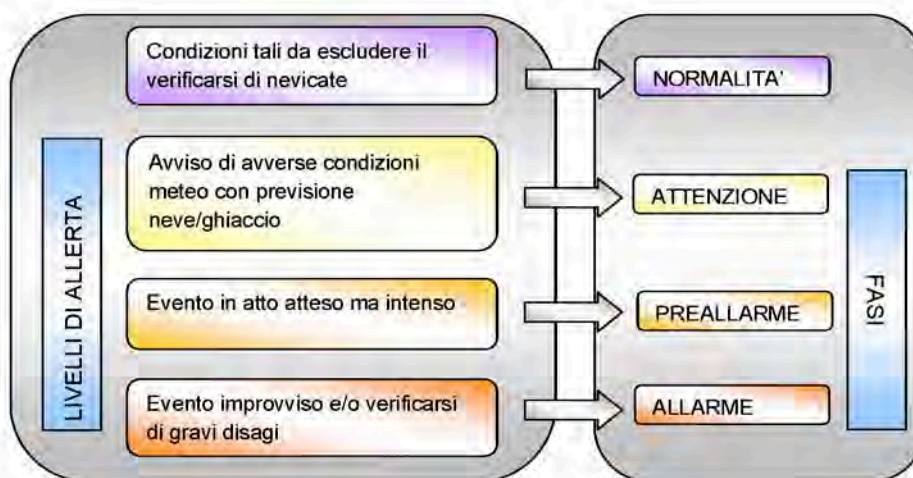 Condizioni tali da escludere il
verificarsi di nevicate
NORMALITA'
Avviso di avverse condizioni
meteo con previsione
neve/ghiaccio
ATTENZIONE
LIVELLI DI ALLERTA
FASI
Evento in atto atteso ma intenso
PREALLARME
Evento improvviso e/o verificarsi
di gravi disagi
ALLARME